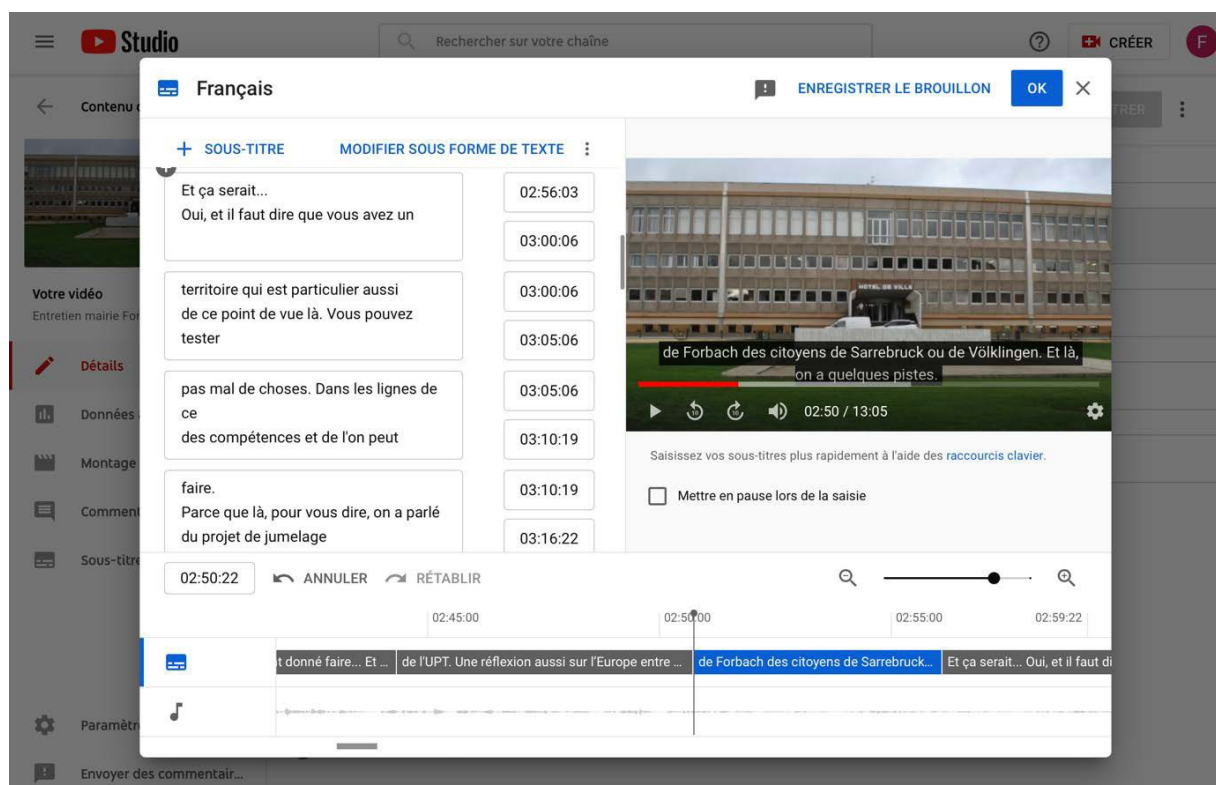 Studio
Rechercher sur votre chaîne
CRÉER
F
Contenu
TRER
Français
ENREGISTRER LE BROUILLON
OK
SOUS-TITRE
MODIFIER SOUS FORME DE TEXTE
Et ça serait...
Oui, et il faut dire que vous avez un
02:56:03
03:00:06
territoire qui est particulier aussi
de ce point de vue là. Vous pouvez
tester
03:00:06
03:05:06
pas mal de choses. Dans les lignes de
ce
des compétences et de l'on peut
03:05:06
03:10:19
faire.
Parce que là, pour vous dire, on a parlé
du projet de jumelage
03:10:19
03:16:22
HOTEL DE VILLE
de Forbach des citoyens de Sarrebruck ou de Völklingen. Et là,
on a quelques pistes.
02:50 / 13:05
Saisissez vos sous-titres plus rapidement à l'aide des raccourcis clavier.
Mettre en pause lors de la saisie
Votre vidéo
Entretien mairie For
Détails
Données
Montage
Comment
Sous-titre
Paramètr
Envoyer des commentair...
02:50:22
ANNULER
RÉTABLIR
02:45:00
02:50:00
02:55:00
02:59:22
t donné faire... Et ...
de l'UPT. Une réflexion aussi sur l'Europe entre ...
de Forbach des citoyens de Sarrebruck...
Et ça serait... Oui, et il faut di